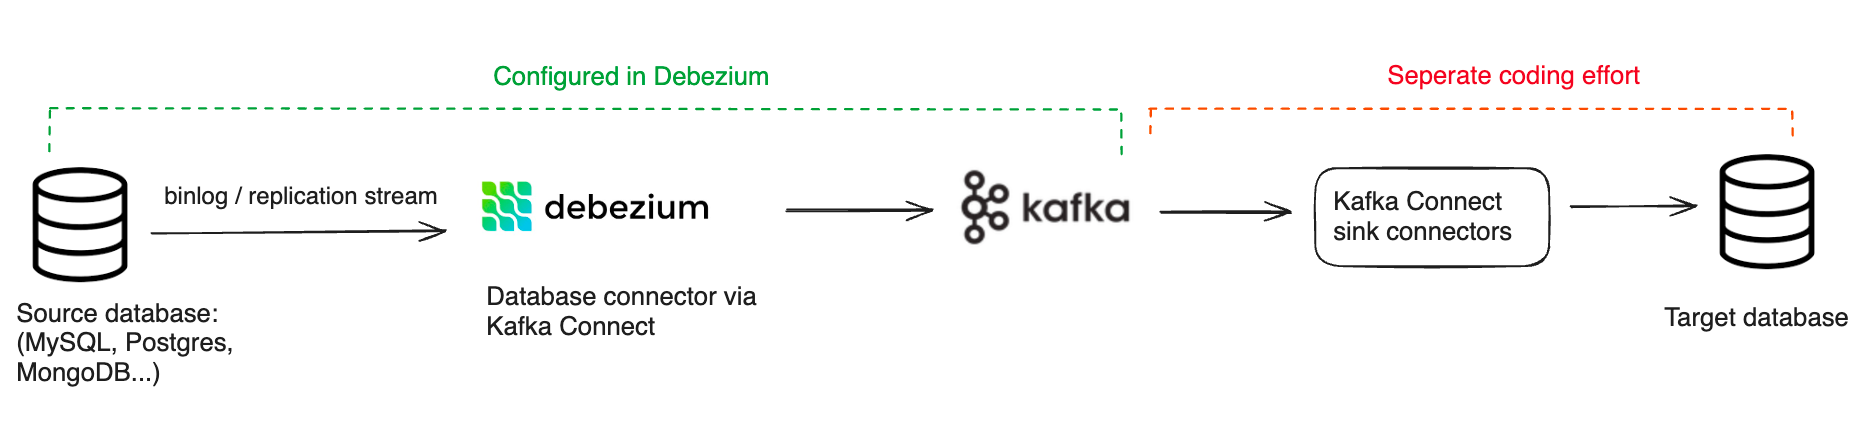 Configured in Debezium
Seperate coding effort
binlog / replication stream
debezium
kafka
Kafka Connect
sink connectors
Source database:
(MySQL, Postgres,
MongoDB...)
Database connector via
Kafka Connect
Target database